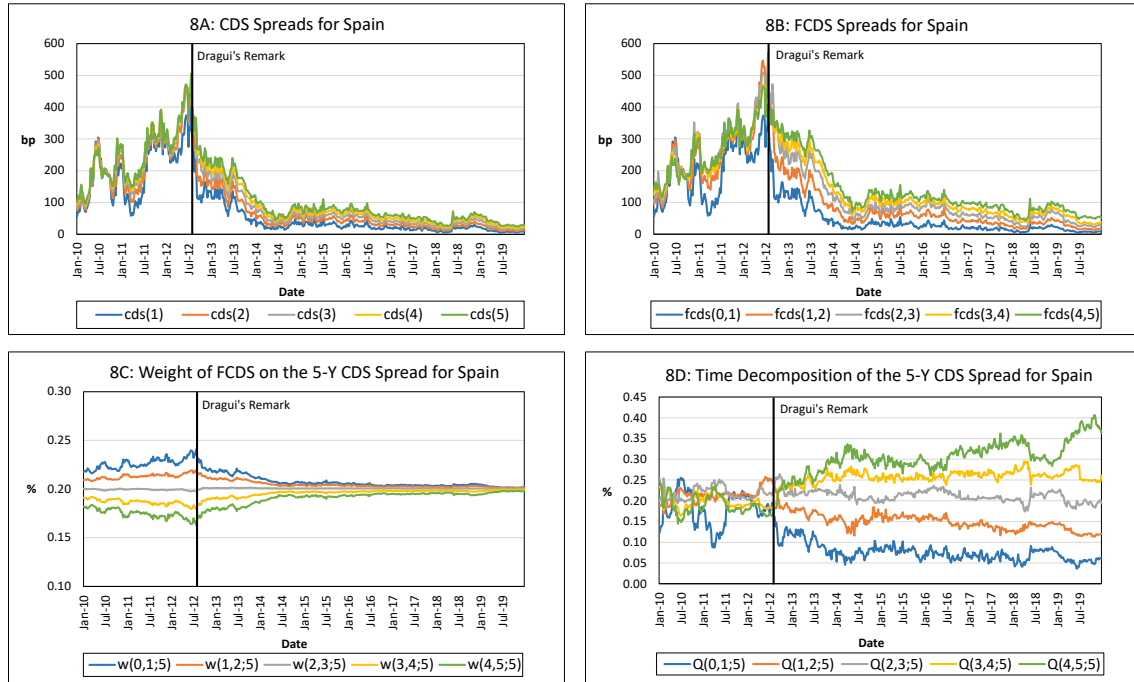 8A: CDS Spreads for Spain
600
500
400
bp
300
200
100
0
Dragui's Remark
Jan-10
Jul-10
Jan-11
Jul-11
Jan-12
Jul-12
Jan-13
Jul-13
Jan-14
Jul-14
Jan-15
Jul-15
Jan-16
Jul-16
Jan-17
Jul-17
Jan-18
Jul-18
Jan-19
Jul-19
Date
cds(1) cds(2) cds(3) cds(4) cds(5)
8B: FCDS Spreads for Spain
600
500
400
bp
300
200
100
0
Dragui's Remark
Jan-10
Jul-10
Jan-11
Jul-11
Jan-12
Jul-12
Jan-13
Jul-13
Jan-14
Jul-14
Jan-15
Jul-15
Jan-16
Jul-16
Jan-17
Jul-17
Jan-18
Jul-18
Jan-19
Jul-19
Date
fcds(0,1) fcds(1,2) fcds(2,3) fcds(3,4) fcds(4,5)
8C: Weight of FCDS on the 5-Y CDS Spread for Spain
0.30
0.25
%
0.20
0.15
0.10
Dragui's Remark
Jan-10
Jul-10
Jan-11
Jul-11
Jan-12
Jul-12
Jan-13
Jul-13
Jan-14
Jul-14
Jan-15
Jul-15
Jan-16
Jul-16
Jan-17
Jul-17
Jan-18
Jul-18
Jan-19
Jul-19
Date
w(0,1;5) w(1,2;5) w(2,3;5) w(3,4;5) w(4,5;5)
8D: Time Decomposition of the 5-Y CDS Spread for Spain
0.45
0.40
0.35
0.30
0.25
%
0.20
0.15
0.10
0.05
0.00
Dragui's Remark
Jan-10
Jul-10
Jan-11
Jul-11
Jan-12
Jul-12
Jan-13
Jul-13
Jan-14
Jul-14
Jan-15
Jul-15
Jan-16
Jul-16
Jan-17
Jul-17
Jan-18
Jul-18
Jan-19
Jul-19
Date
Q(0,1;5) Q(1,2;5) Q(2,3;5) Q(3,4;5) Q(4,5;5)